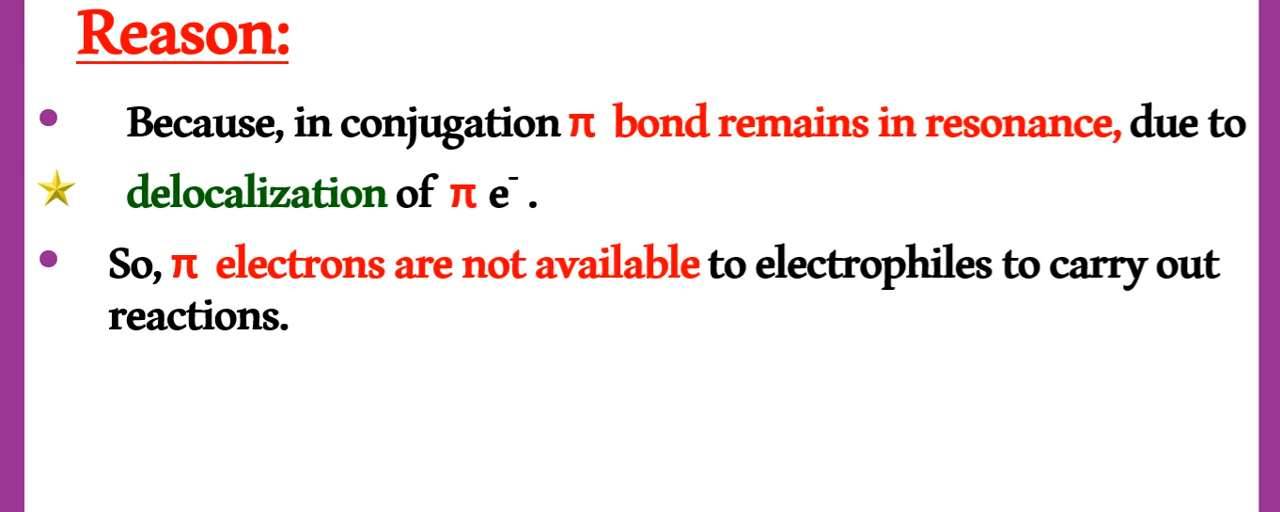 Reason:
• Because, in conjugation π bond remains in resonance, due to
delocalization of π e⁻ .
• So, π electrons are not available to electrophiles to carry out
reactions.